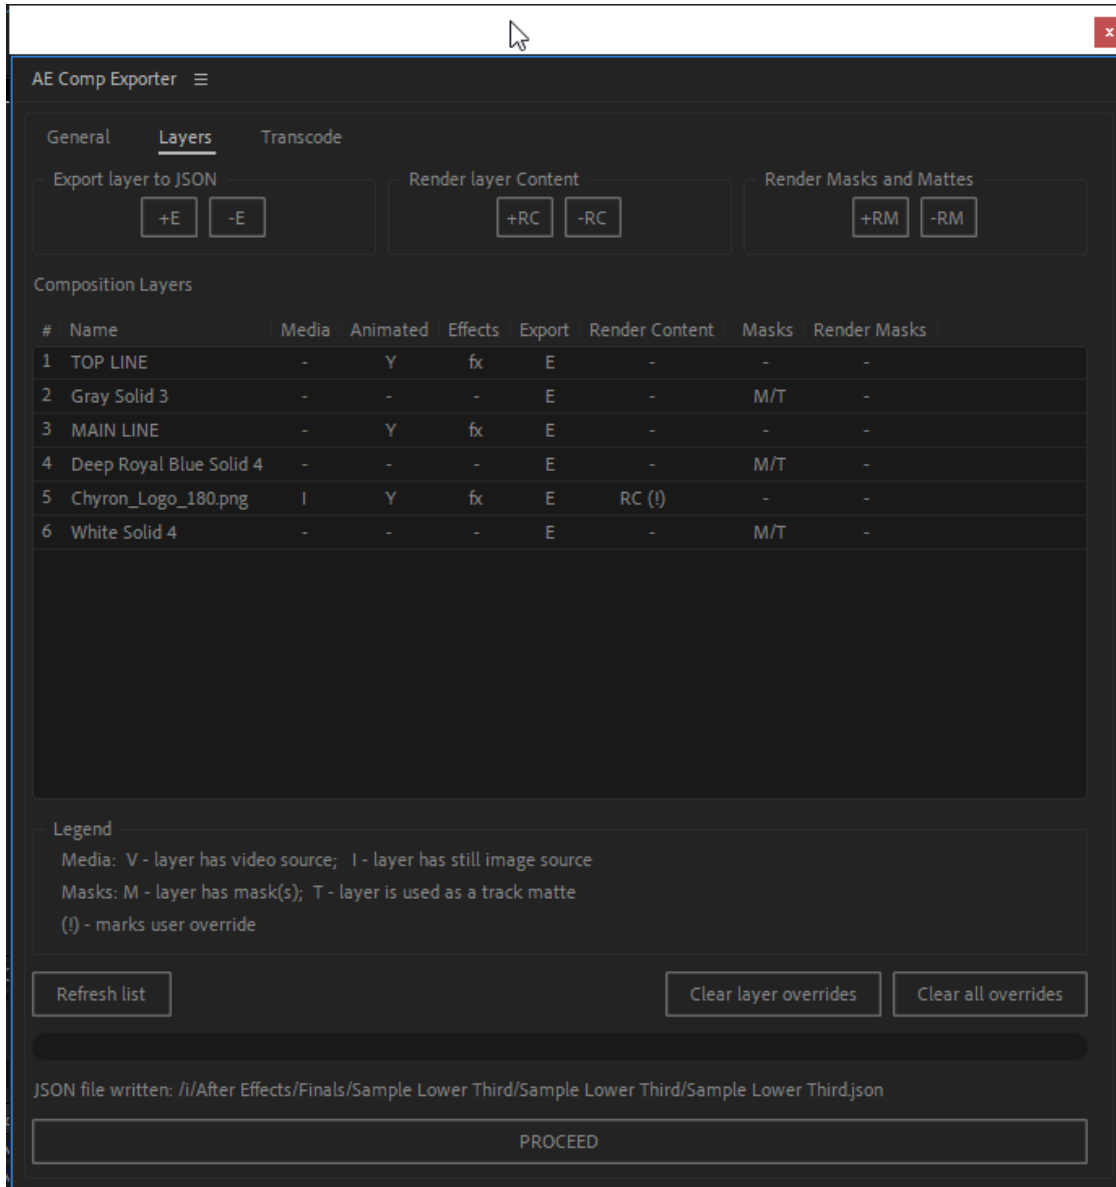 x
AE Comp Exporter ☰
General Layers Transcode
Export layer to JSON Render layer Content Render Masks and Mattes
+E -E +RC -RC +RM -RM
Composition Layers
# Name Media Animated Effects Export Render Content Masks Render Masks
1 TOP LINE - Y fx E - - -
2 Gray Solid 3 - - - E - M/T -
3 MAIN LINE - Y fx E - - -
4 Deep Royal Blue Solid 4 - - - E - M/T -
5 Chyron_Logo_180.png I Y fx E RC (!) - -
6 White Solid 4 - - - E - M/T -
Legend
Media: V - layer has video source; I - layer has still image source
Masks: M - layer has mask(s); T - layer is used as a track matte
(!) - marks user override
Refresh list Clear layer overrides Clear all overrides
JSON file written: /i/After Effects/Finals/Sample Lower Third/Sample Lower Third/Sample Lower Third.json
PROCEED